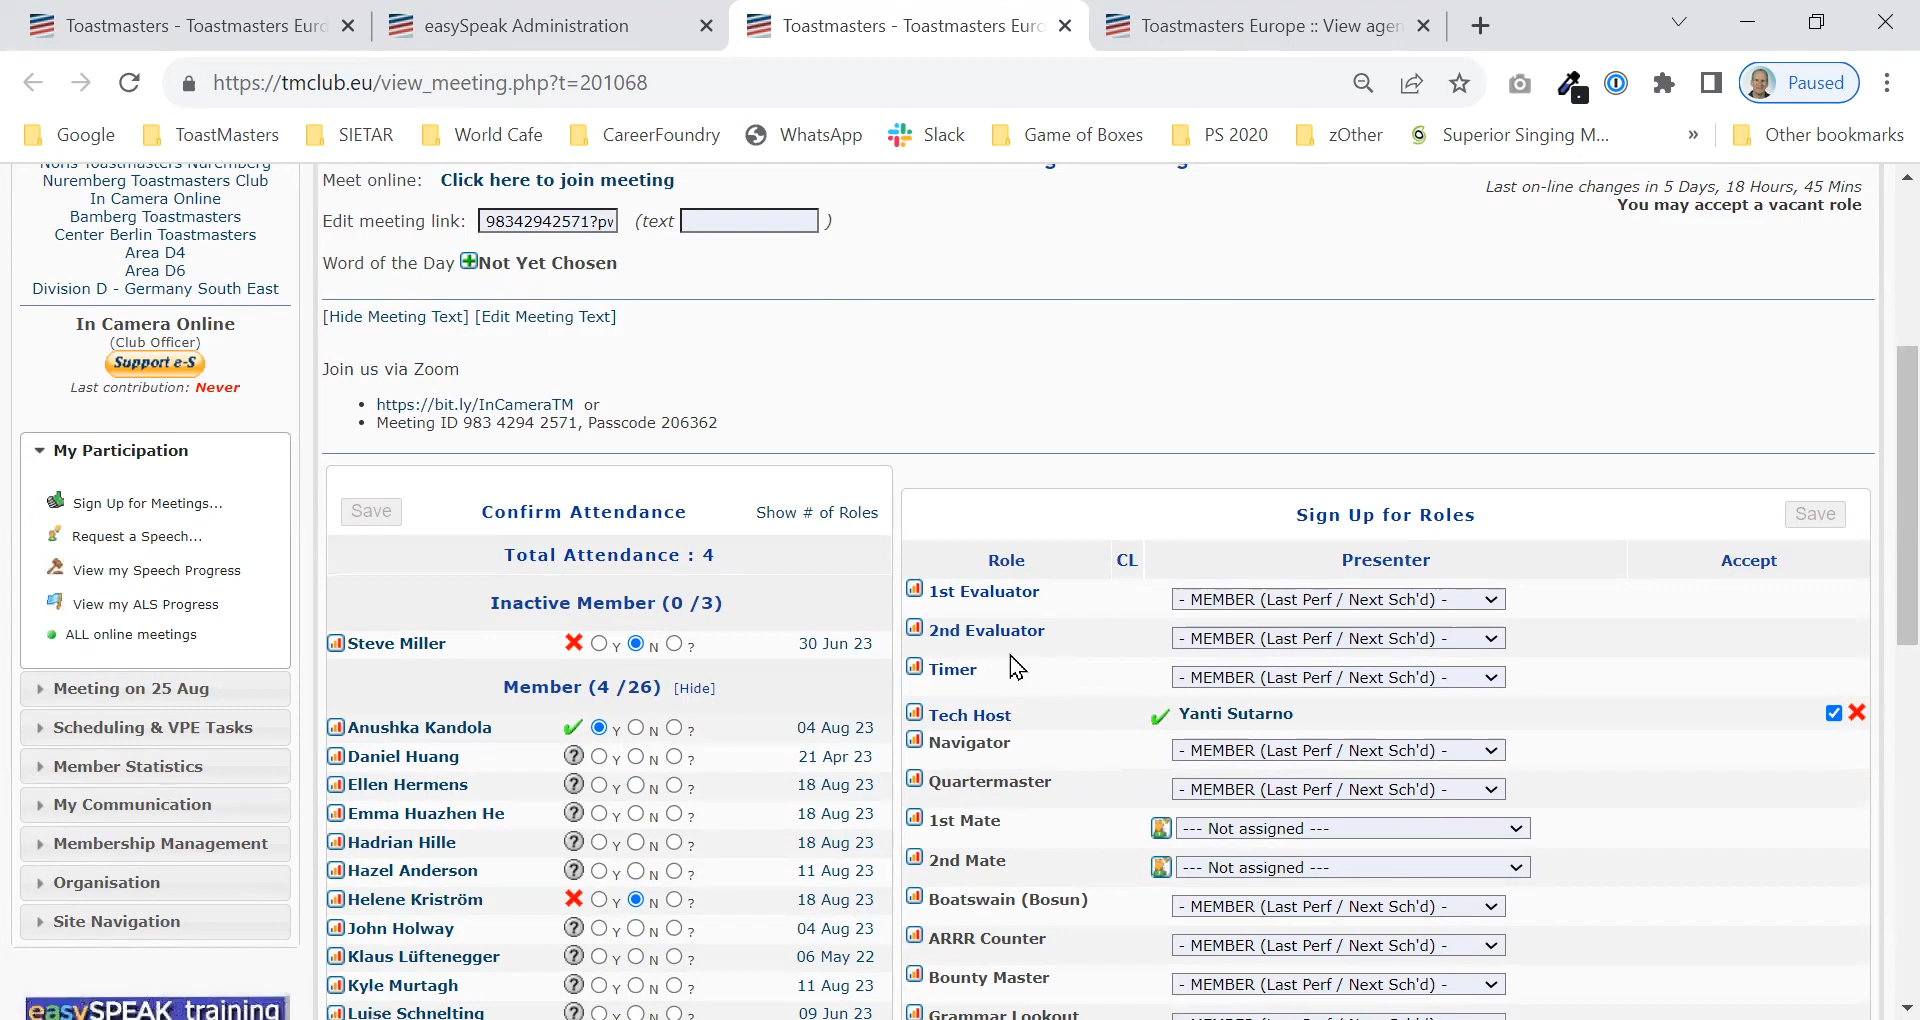 Toastmasters - Toastmasters Euro
easySpeak Administration
Toastmasters - Toastmasters Euro
Toastmasters Europe :: View agen
https://tmclub.eu/view_meeting.php?t=201068
Paused
Google
ToastMasters
SIETAR
World Cafe
CareerFoundry
WhatsApp
Slack
Game of Boxes
PS 2020
zOther
Superior Singing M...
»
Other bookmarks
Noris Toastmasters Nuremberg
Nuremberg Toastmasters Club
In Camera Online
Bamberg Toastmasters
Center Berlin Toastmasters
Area D4
Area D6
Division D - Germany South East
In Camera Online
(Club Officer)
Support e-S
Last contribution: Never
My Participation
Sign Up for Meetings...
Request a Speech...
View my Speech Progress
View my ALS Progress
ALL online meetings
Meeting on 25 Aug
Scheduling & VPE Tasks
Member Statistics
My Communication
Membership Management
Organisation
Site Navigation
easySPEAK training
Meet online: Click here to join meeting
Last on-line changes in 5 Days, 18 Hours, 45 Mins
You may accept a vacant role
Edit meeting link: 98342942571?pv (text )
Word of the Day Not Yet Chosen
[Hide Meeting Text] [Edit Meeting Text]
Join us via Zoom
• https://bit.ly/InCameraTM or
• Meeting ID 983 4294 2571, Passcode 206362
Save Confirm Attendance Show # of Roles
Total Attendance : 4
Inactive Member (0 /3)
Steve Miller Y N ? 30 Jun 23
Member (4 /26) [Hide]
Anushka Kandola Y N ? 04 Aug 23
Daniel Huang ? Y N ? 21 Apr 23
Ellen Hermens ? Y N ? 18 Aug 23
Emma Huazhen He ? Y N ? 18 Aug 23
Hadrian Hille ? Y N ? 18 Aug 23
Hazel Anderson ? Y N ? 11 Aug 23
Helene Kriström Y N ? 18 Aug 23
John Holway ? Y N ? 04 Aug 23
Klaus Lüftenegger ? Y N ? 06 May 22
Kyle Murtagh ? Y N ? 11 Aug 23
Luise Schnelting ? Y N ? 09 Jun 23
Sign Up for Roles Save
Role CL Presenter Accept
1st Evaluator - MEMBER (Last Perf / Next Sch'd) -
2nd Evaluator - MEMBER (Last Perf / Next Sch'd) -
Timer - MEMBER (Last Perf / Next Sch'd) -
Tech Host Yanti Sutarno
Navigator - MEMBER (Last Perf / Next Sch'd) -
Quartermaster - MEMBER (Last Perf / Next Sch'd) -
1st Mate --- Not assigned ---
2nd Mate --- Not assigned ---
Boatswain (Bosun) - MEMBER (Last Perf / Next Sch'd) -
ARRR Counter - MEMBER (Last Perf / Next Sch'd) -
Bounty Master - MEMBER (Last Perf / Next Sch'd) -
Grammar Lookout